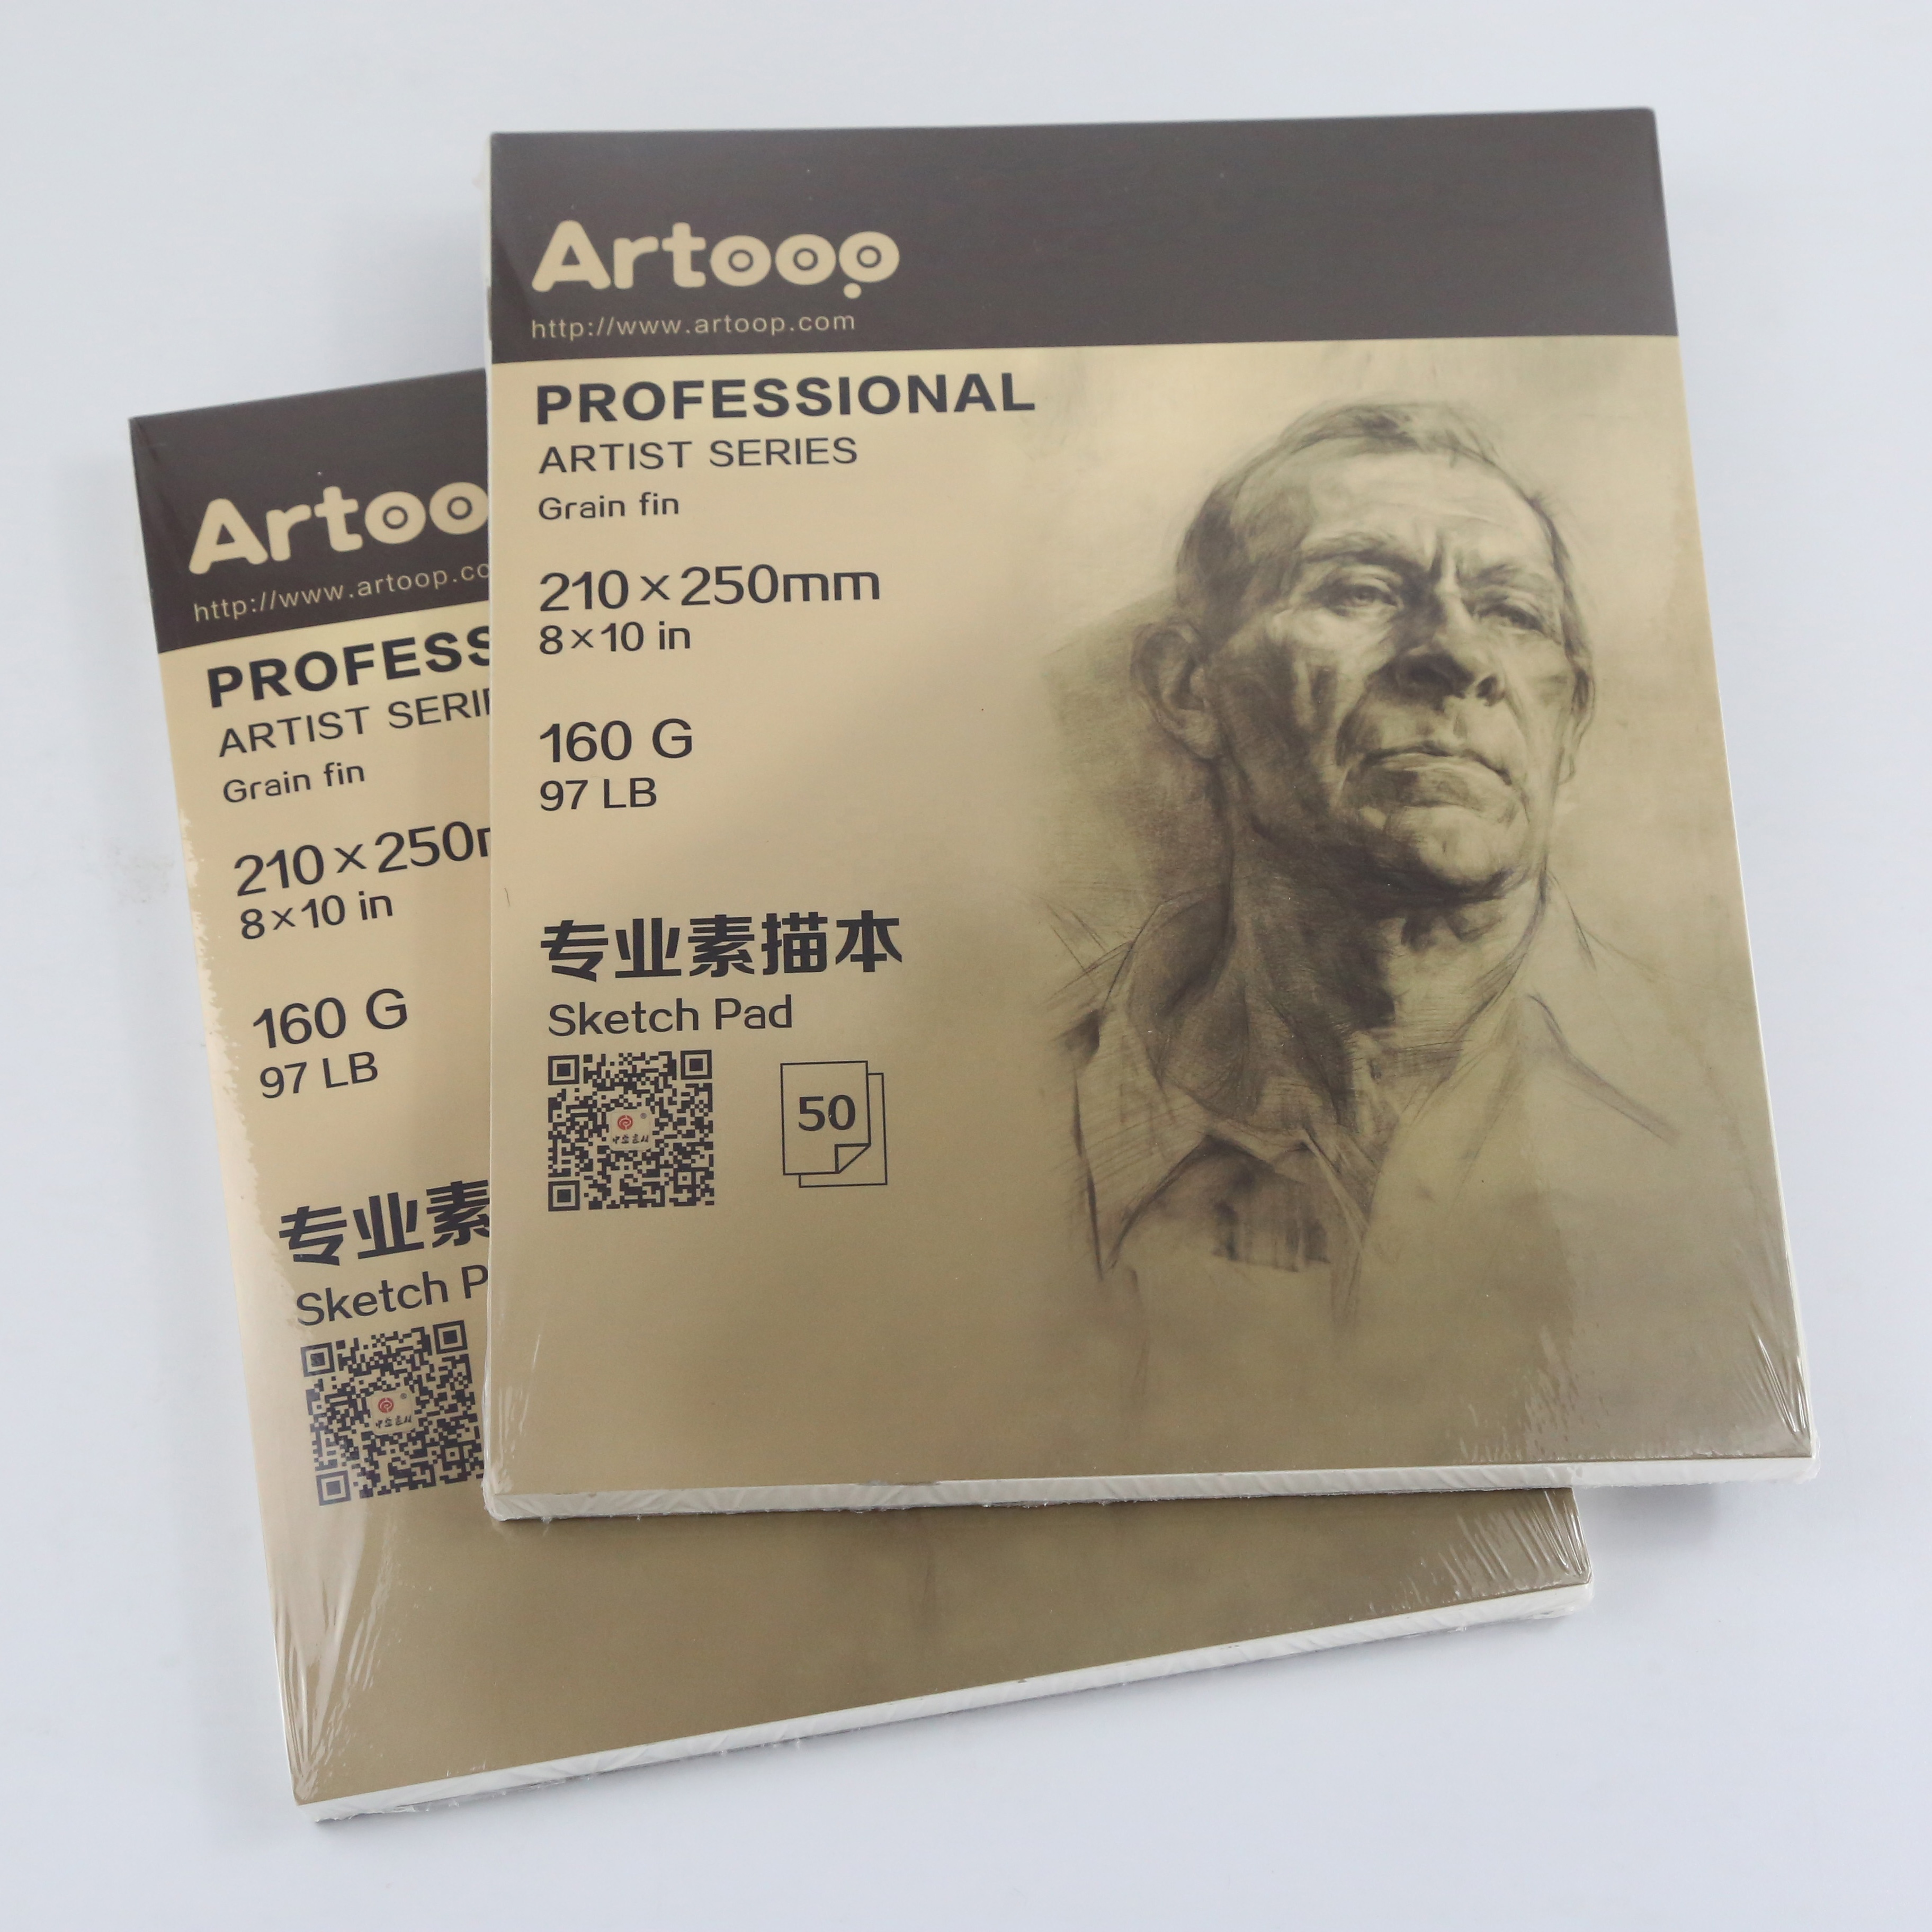 Artoop
http://www.artoop.com
PROFESSIONAL
ARTIST SERIES
Grain fin
210×250mm
8×10 in
160 G
97 LB
专业素描本
Sketch Pad
50
Artoo
http://www.artoop.co
PROFESS
ARTIST SERI
Grain fin
210×250
8×10 in
160 G
97 LB
专业素
Sketch P